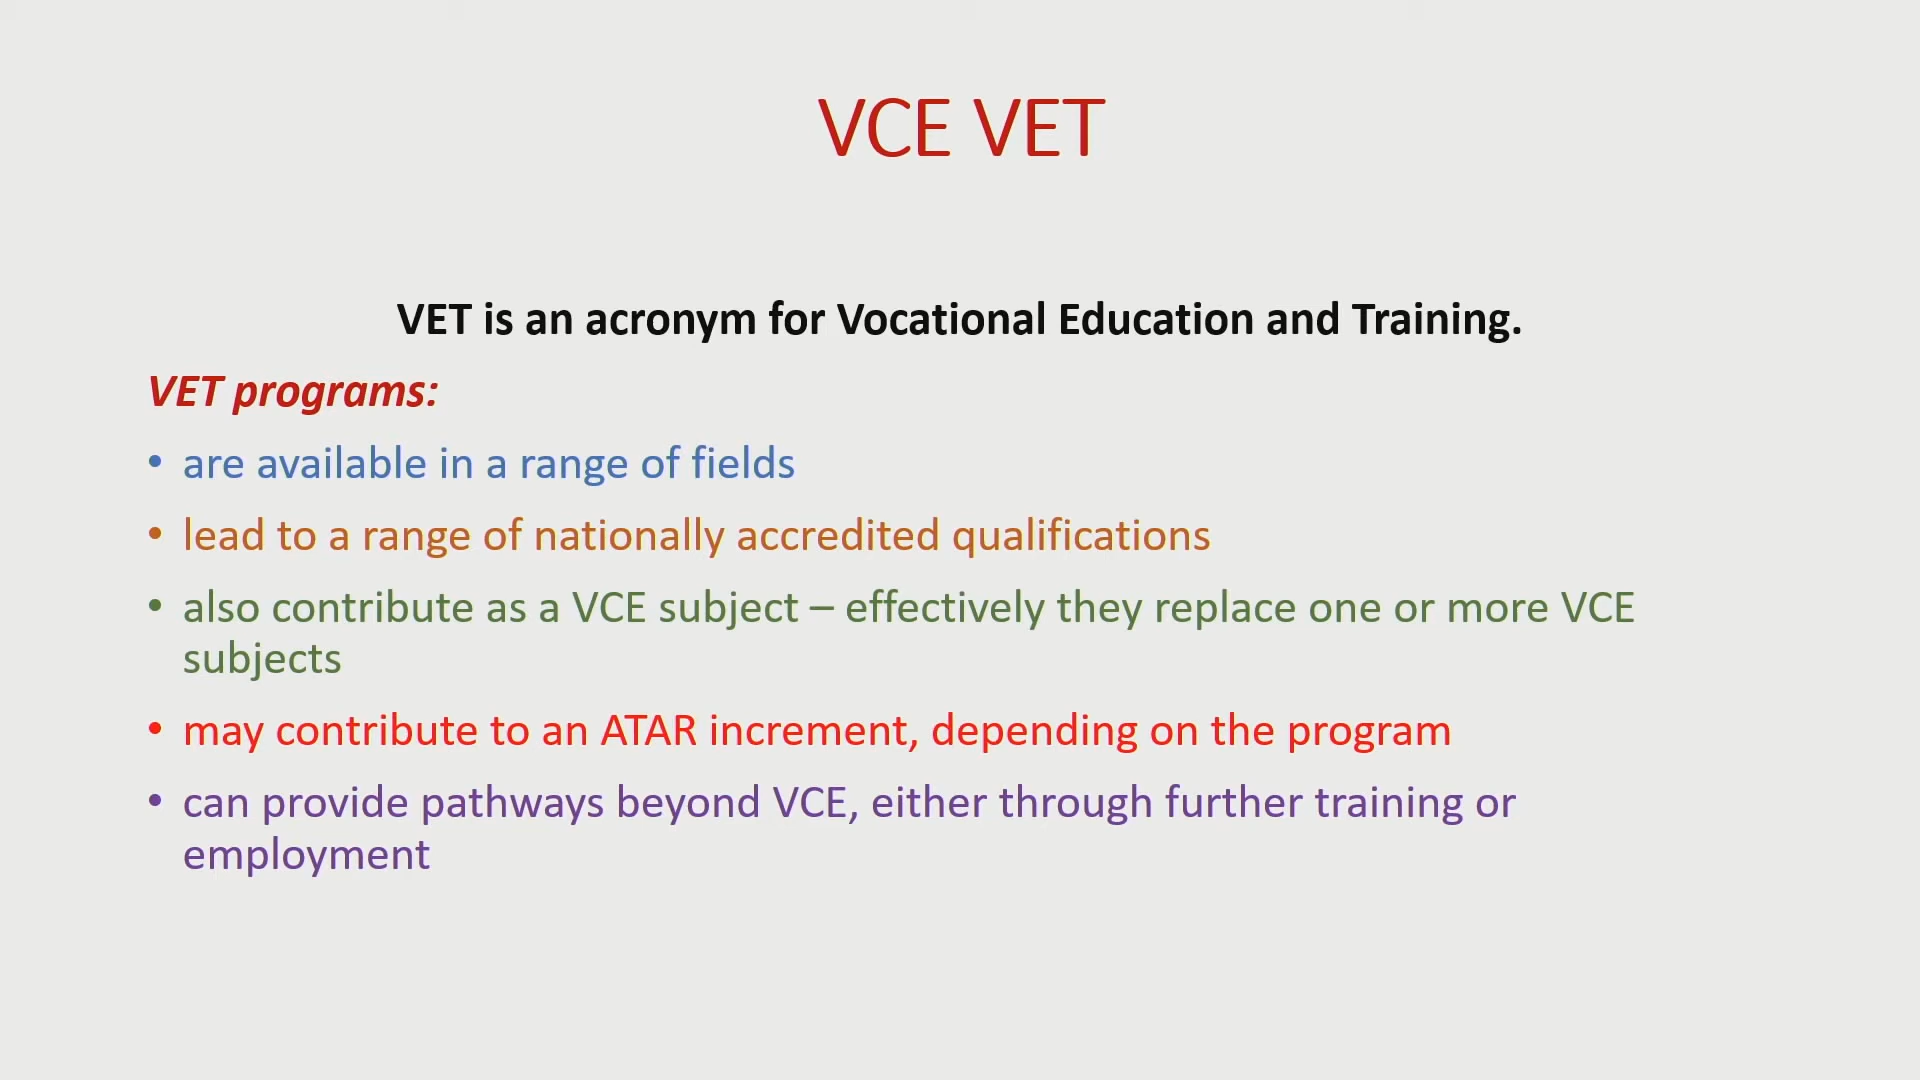 VCE VET
VET is an acronym for Vocational Education and Training.
VET programs:
• are available in a range of fields
• lead to a range of nationally accredited qualifications
• also contribute as a VCE subject – effectively they replace one or more VCE
subjects
• may contribute to an ATAR increment, depending on the program
• can provide pathways beyond VCE, either through further training or
employment